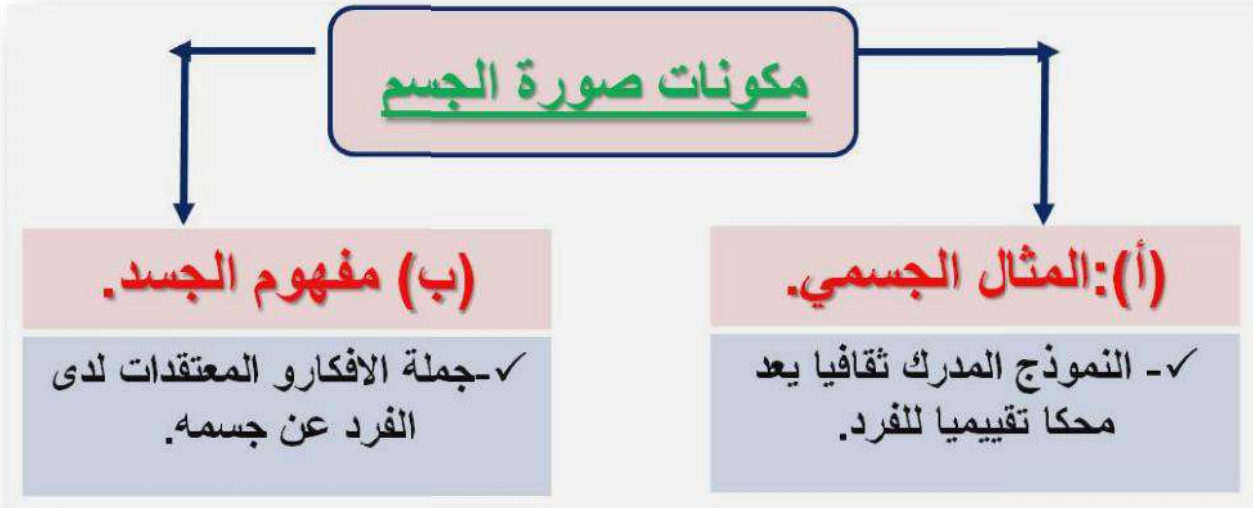 مكونات صورة الجسم
(أ):المثال الجسمي.
✓- النموذج المدرك ثقافيا يعد
محكا تقييميا للفرد.
(ب) مفهوم الجسد.
✓-جملة الافكارو المعتقدات لدى
الفرد عن جسمه.